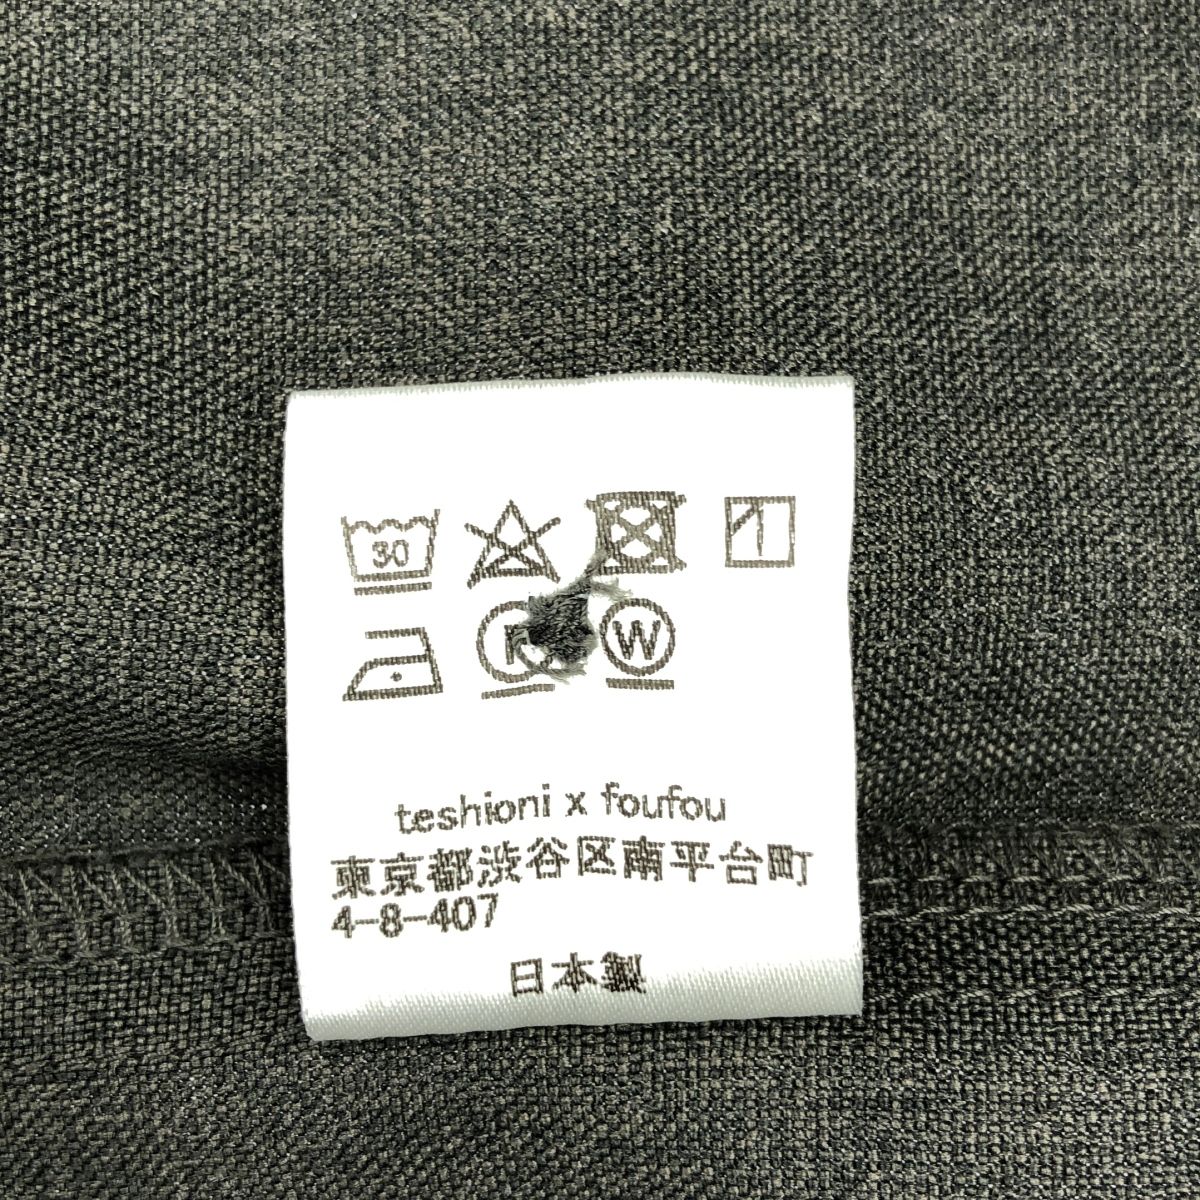 30
W
teshioni x foufou
東京都渋谷区南平台町
4-8-407
日本製